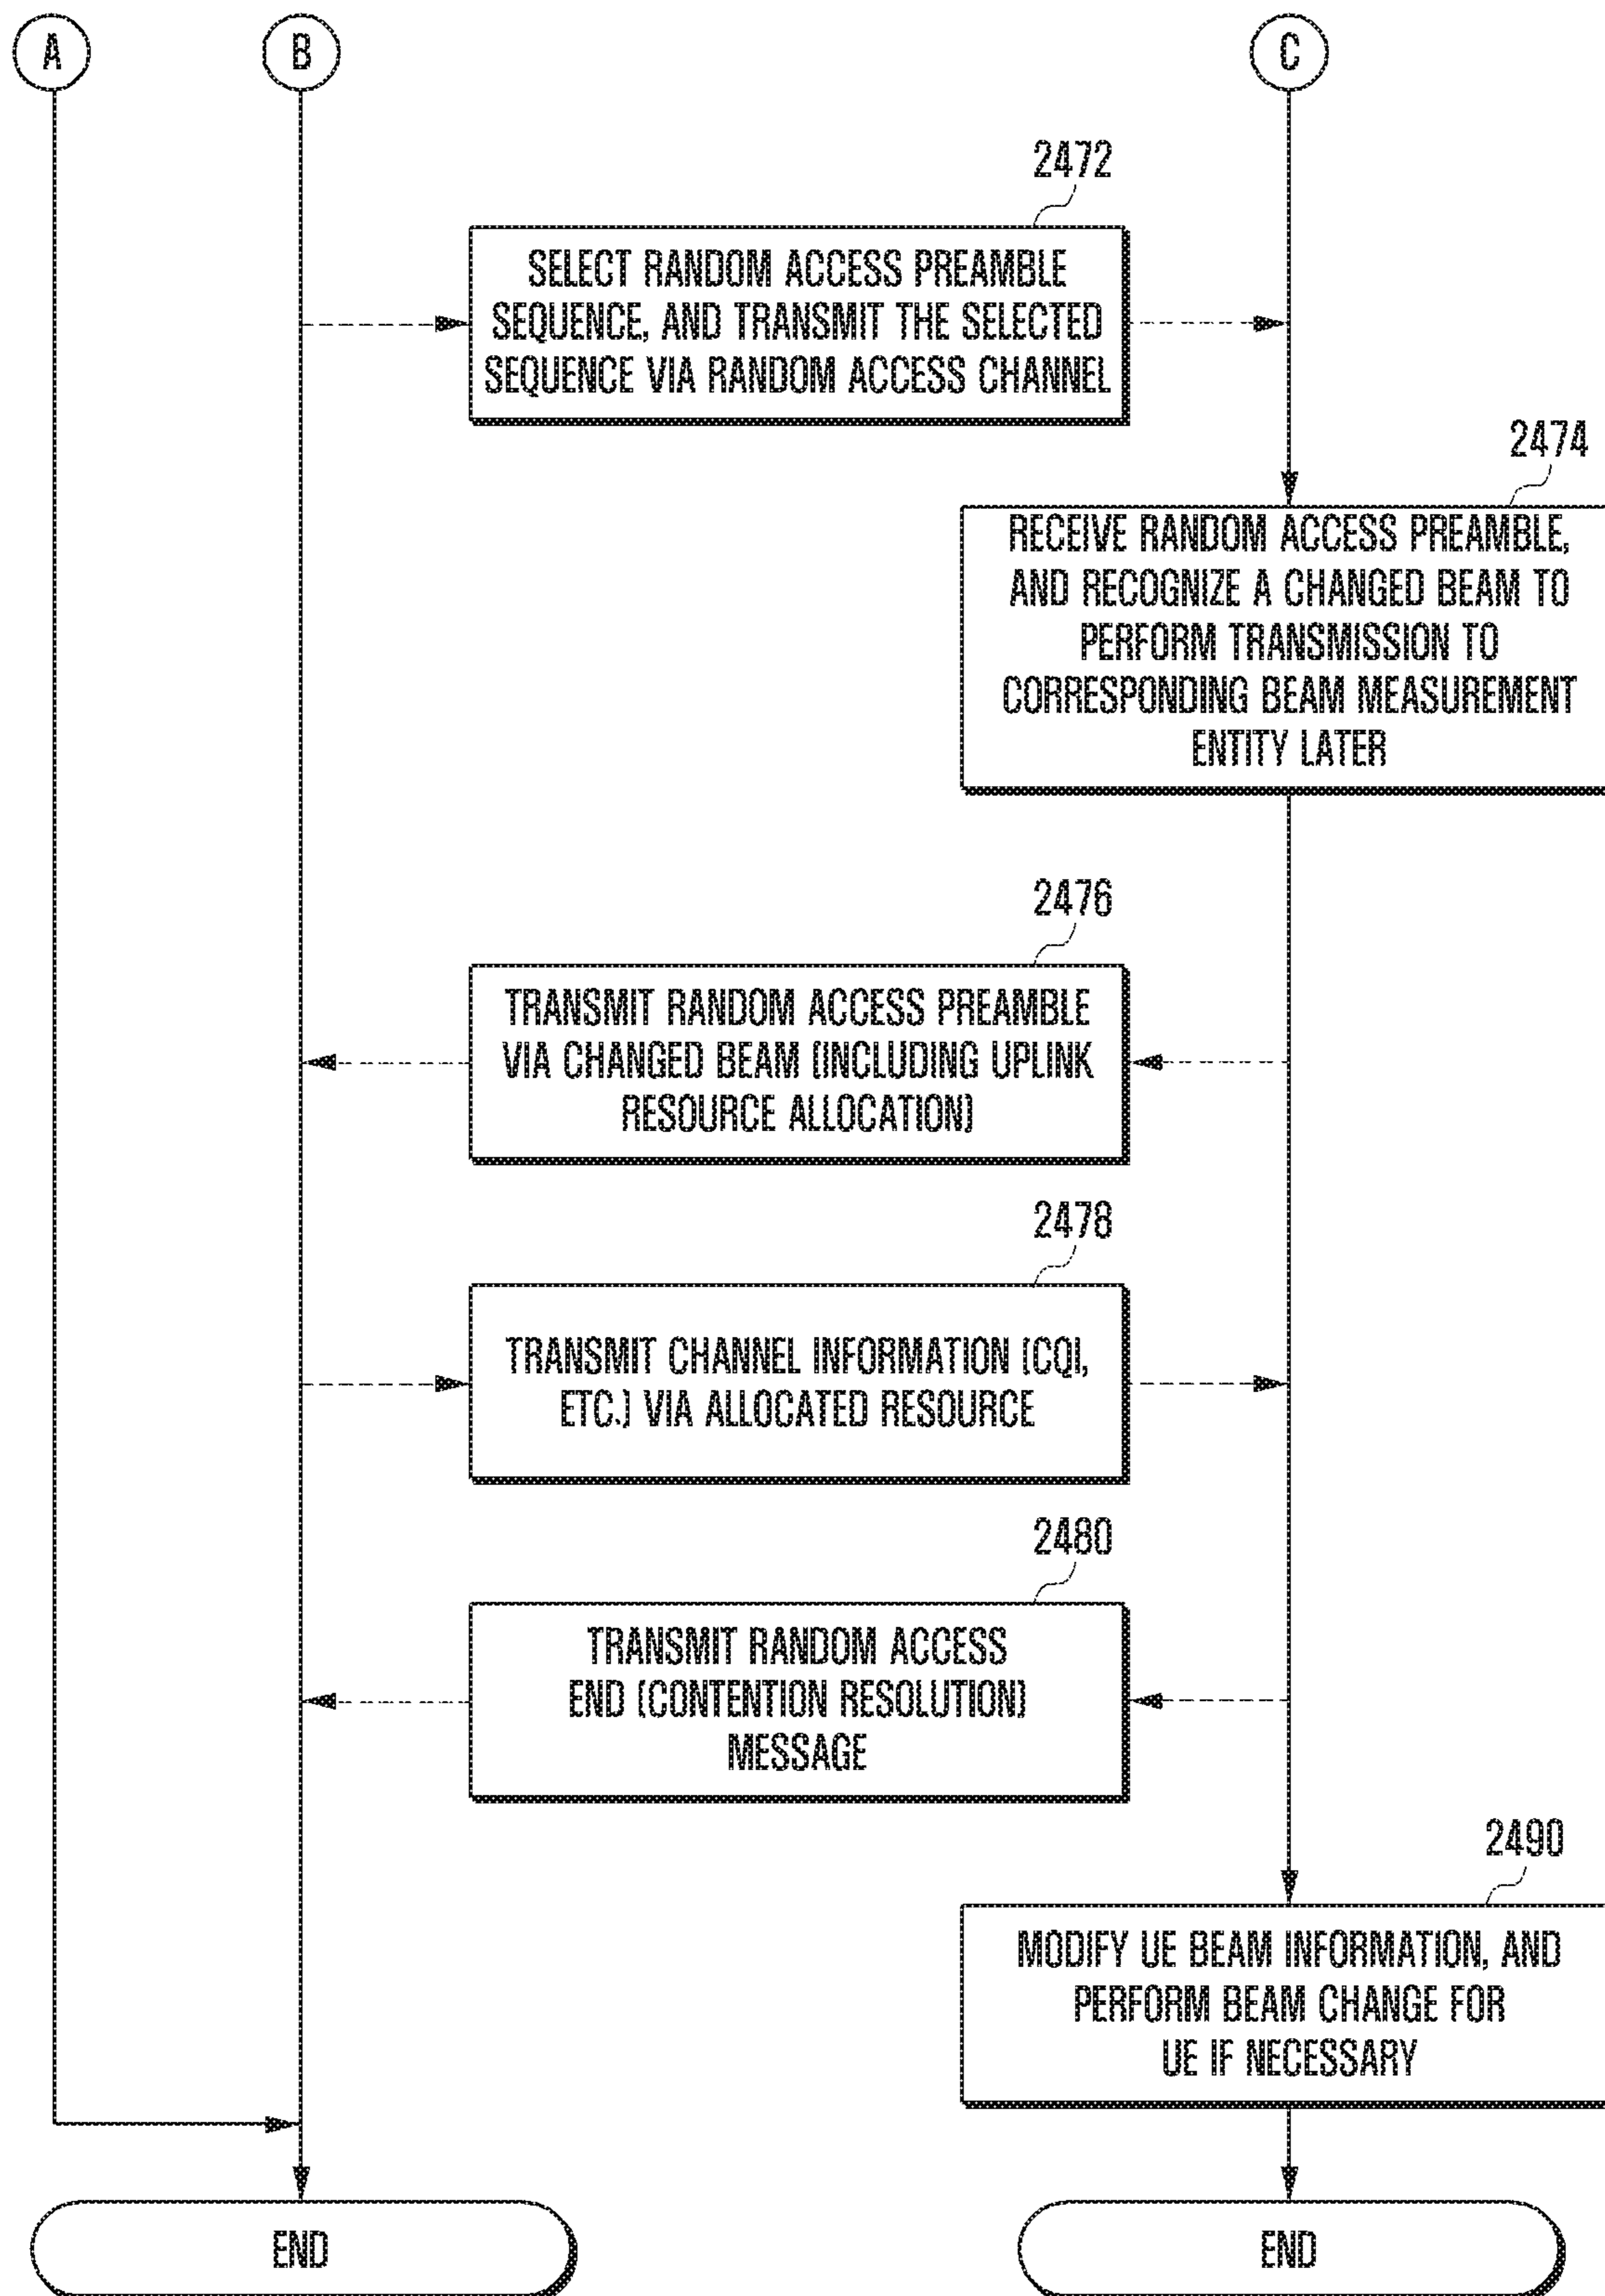 A
B
C
2472
SELECT RANDOM ACCESS PREAMBLE
SEQUENCE, AND TRANSMIT THE SELECTED
SEQUENCE VIA RANDOM ACCESS CHANNEL
2474
RECEIVE RANDOM ACCESS PREAMBLE,
AND RECOGNIZE A CHANGED BEAM TO
PERFORM TRANSMISSION TO
CORRESPONDING BEAM MEASUREMENT
ENTITY LATER
2476
TRANSMIT RANDOM ACCESS PREAMBLE
VIA CHANGED BEAM (INCLUDING UPLINK
RESOURCE ALLOCATION)
2478
TRANSMIT CHANNEL INFORMATION (CQI,
ETC.) VIA ALLOCATED RESOURCE
2480
TRANSMIT RANDOM ACCESS
END (CONTENTION RESOLUTION)
MESSAGE
2490
MODIFY UE BEAM INFORMATION, AND
PERFORM BEAM CHANGE FOR
UE IF NECESSARY
END
END